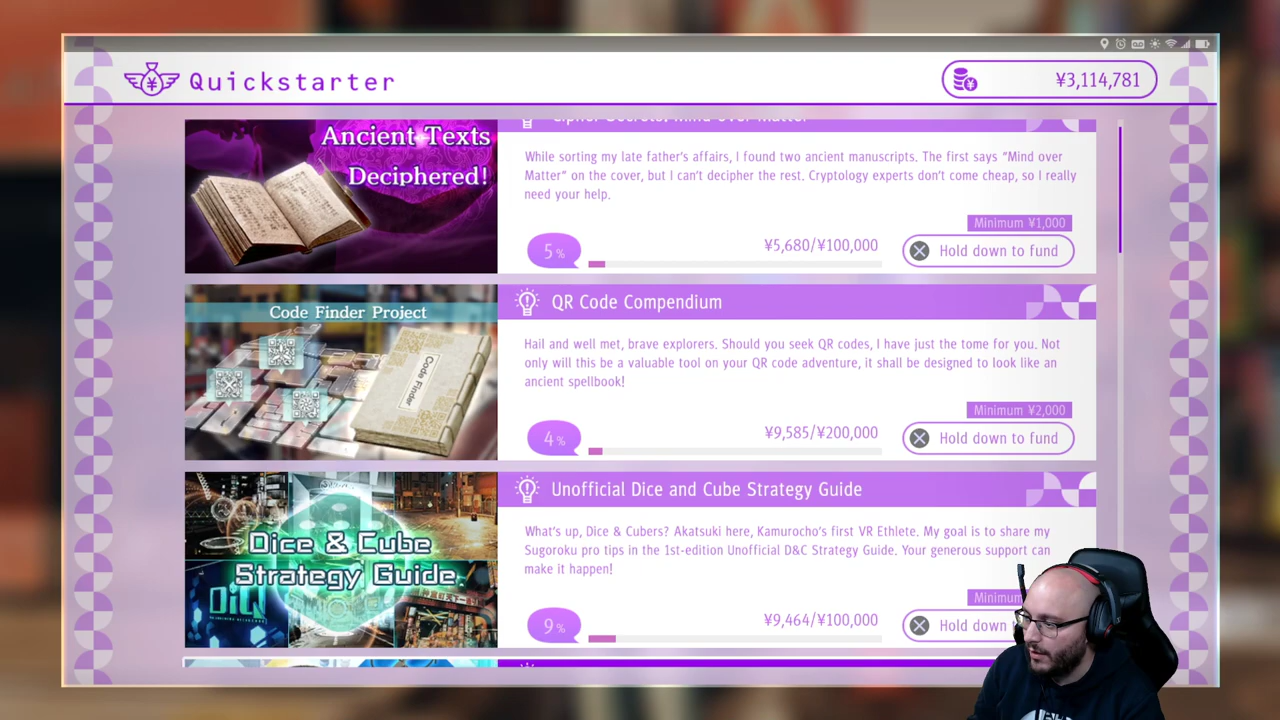 Quickstarter
¥3,114,781
Ancient Texts
Deciphered!
Cipher Secrets: Mind Over Matter
While sorting my late father's affairs, I found two ancient manuscripts. The first says "Mind over
Matter" on the cover, but I can't decipher the rest. Cryptology experts don't come cheap, so I really
need your help.
Minimum ¥1,000
5%
¥5,680/¥100,000
Hold down to fund
Code Finder Project
Code Finder
QR Code Compendium
Hail and well met, brave explorers. Should you seek QR codes, I have just the tome for you. Not
only will this be a valuable tool on your QR code adventure, it shall be designed to look like an
ancient spellbook!
Minimum ¥2,000
4%
¥9,585/¥200,000
Hold down to fund
Dice & Cube
Strategy Guide
Unofficial Dice and Cube Strategy Guide
What's up, Dice & Cubers? Akatsuki here, Kamurocho's first VR Ethlete. My goal is to share my
Sugoroku pro tips in the 1st-edition Unofficial D&C Strategy Guide. Your generous support can
make it happen!
Minimum
9%
¥9,464/¥100,000
Hold down